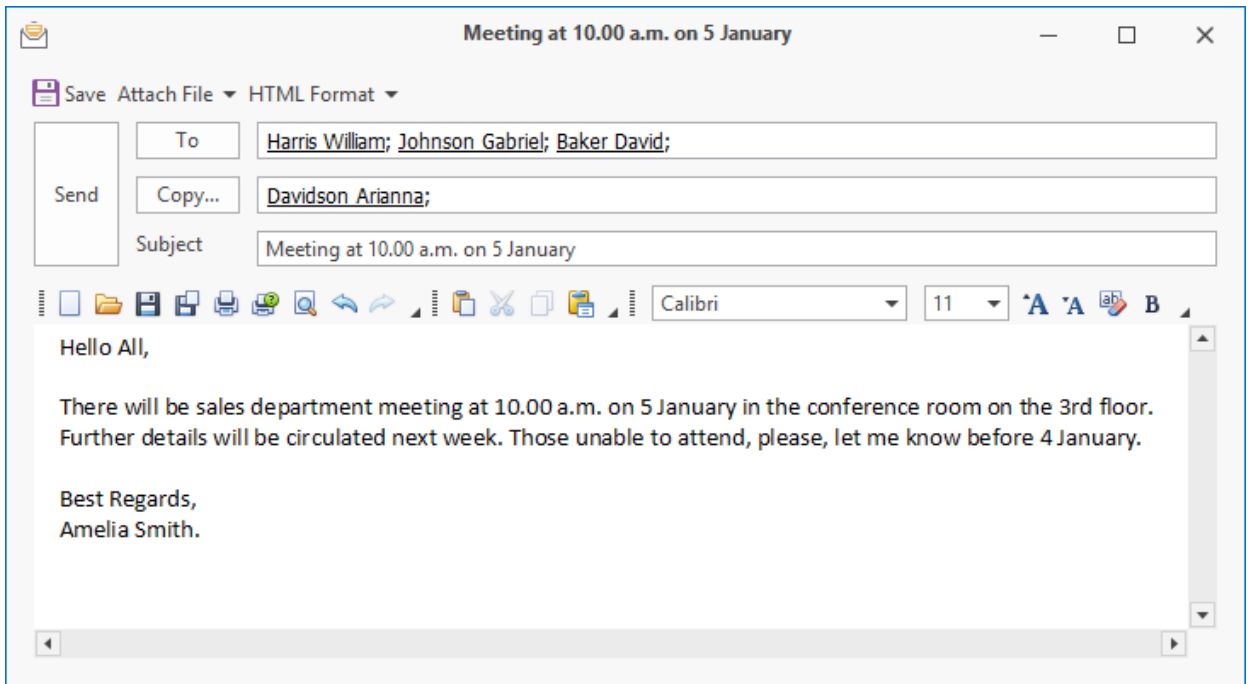 Meeting at 10.00 a.m. on 5 January
Save Attach File HTML Format
Send
To
Harris William; Johnson Gabriel; Baker David;
Copy...
Davidson Arianna;
Subject
Meeting at 10.00 a.m. on 5 January
Calibri 11 A A ab B
Hello All,
There will be sales department meeting at 10.00 a.m. on 5 January in the conference room on the 3rd floor.
Further details will be circulated next week. Those unable to attend, please, let me know before 4 January.
Best Regards,
Amelia Smith.